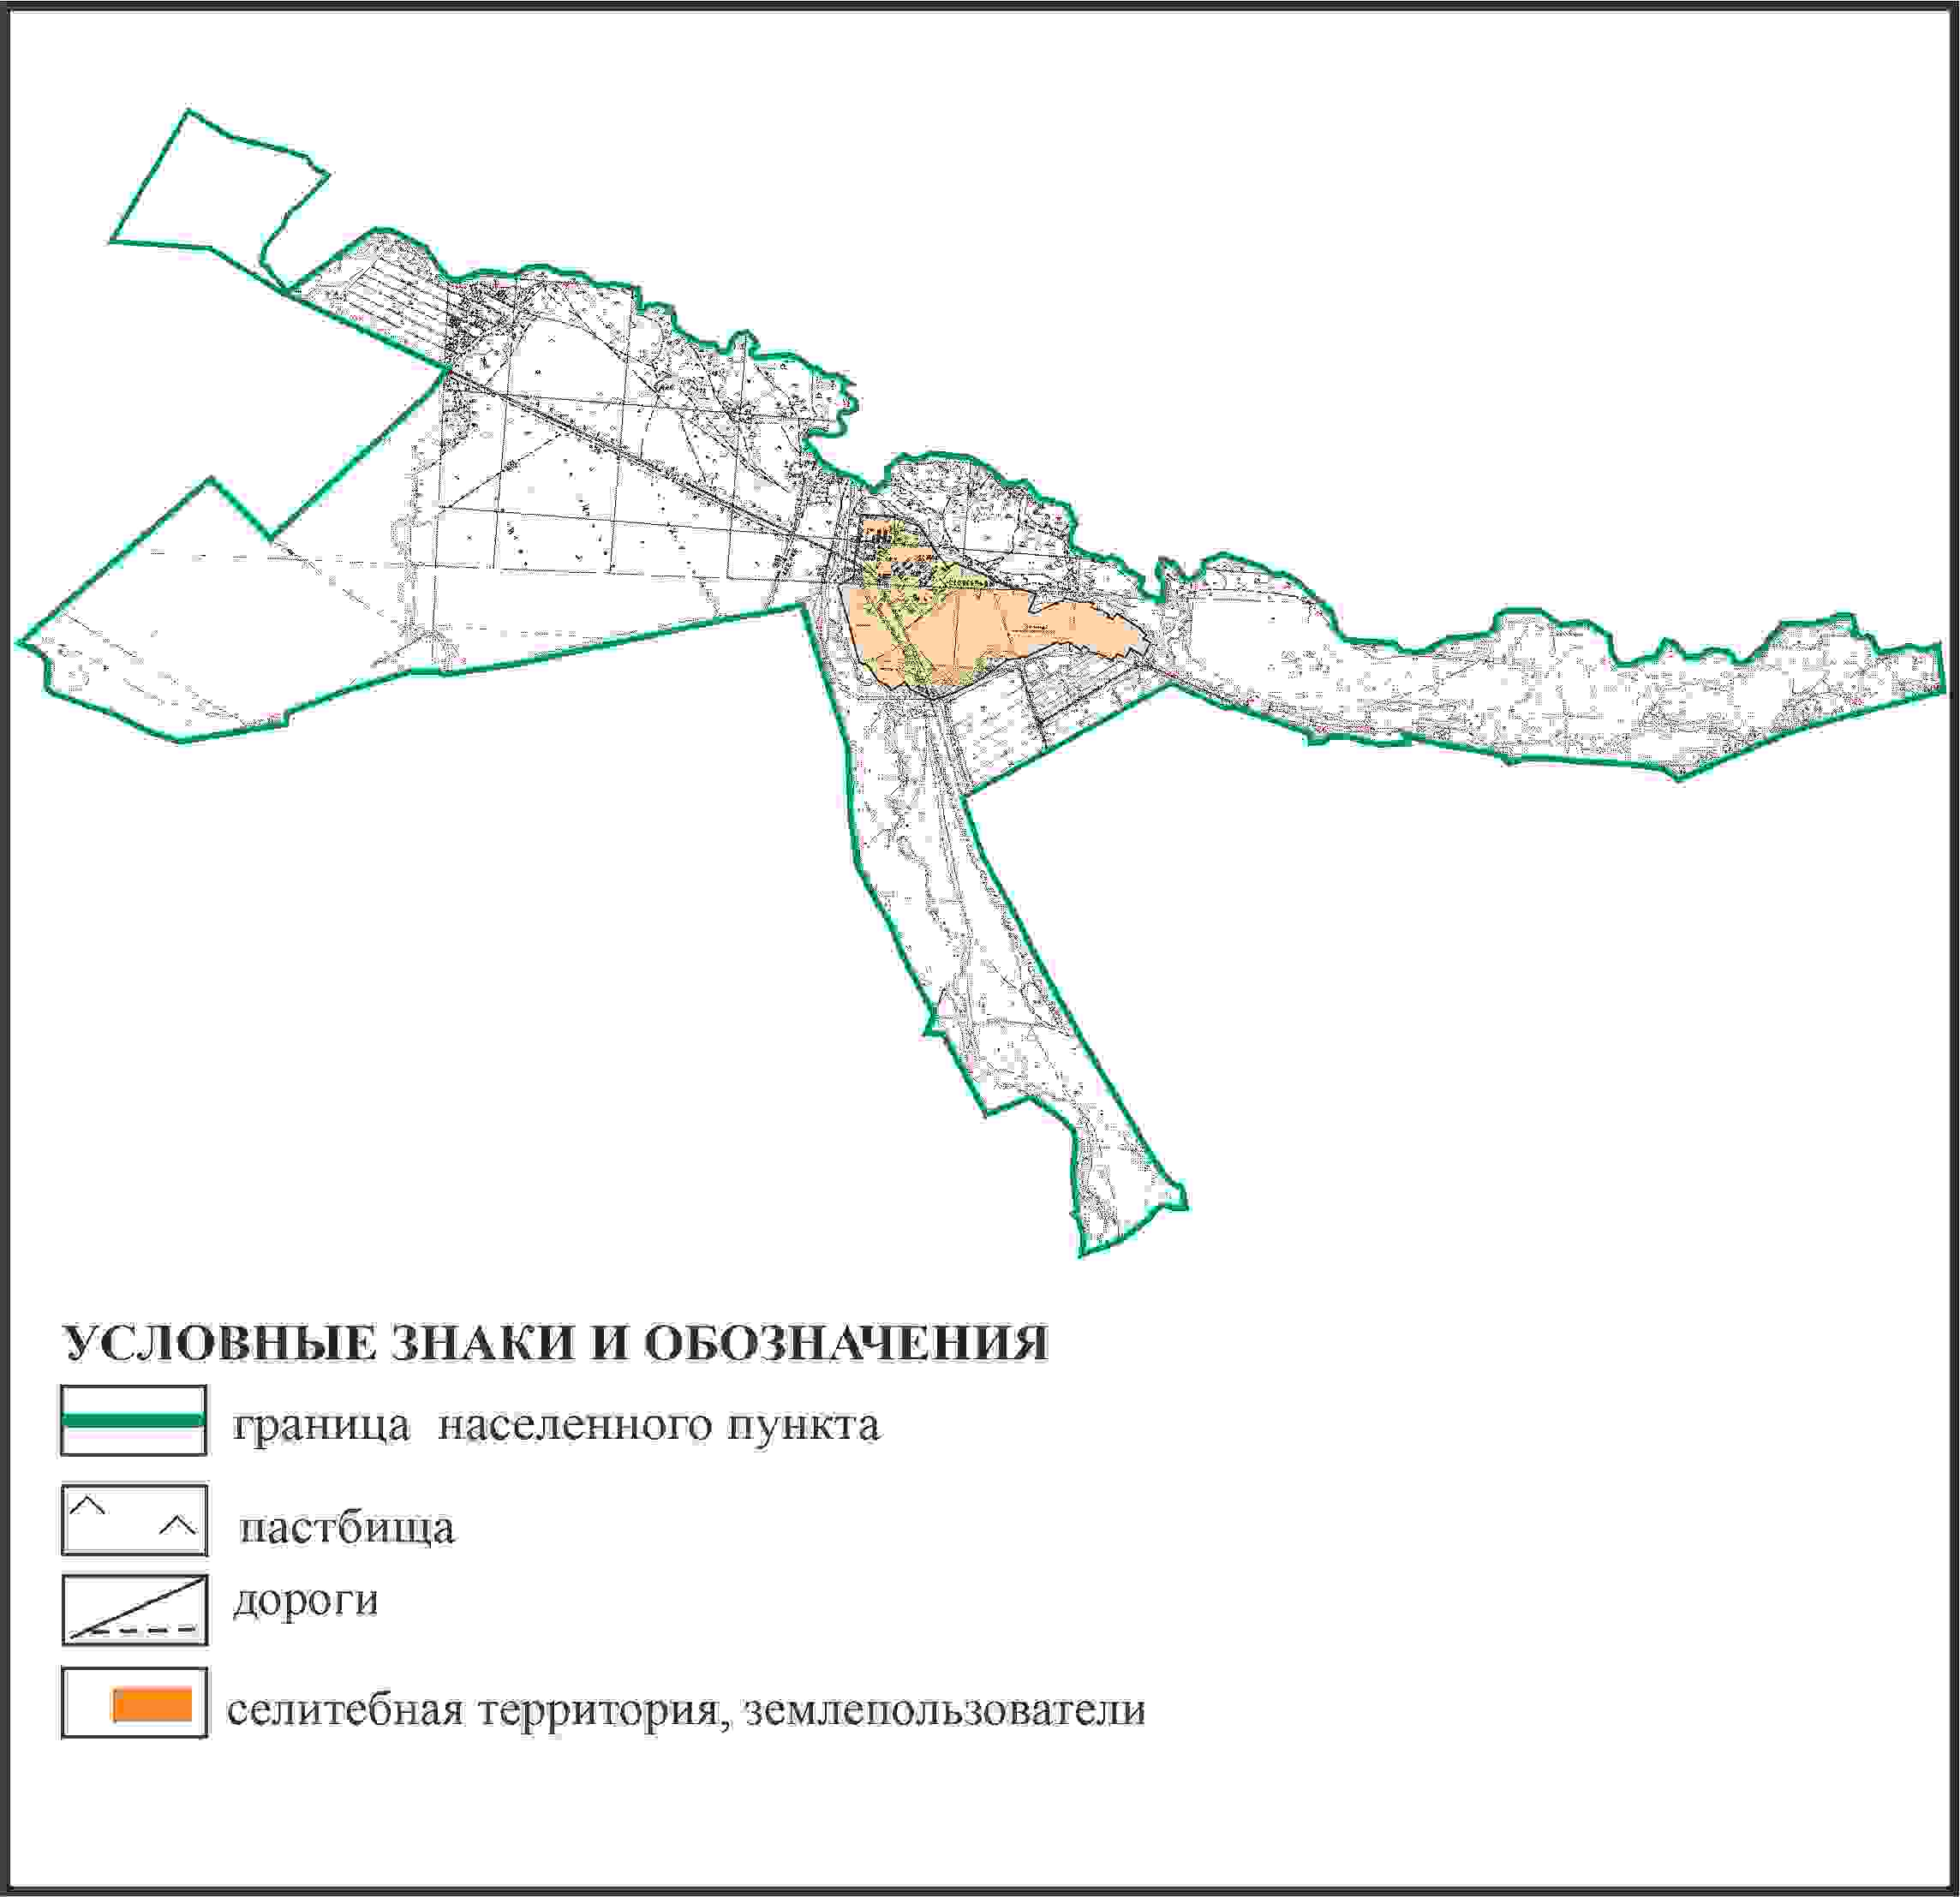 УСЛОВНЫЕ ЗНАКИ И ОБОЗНАЧЕНИЯ
граница населенного пункта
пастбища
дороги
селитебная территория, землепользователи